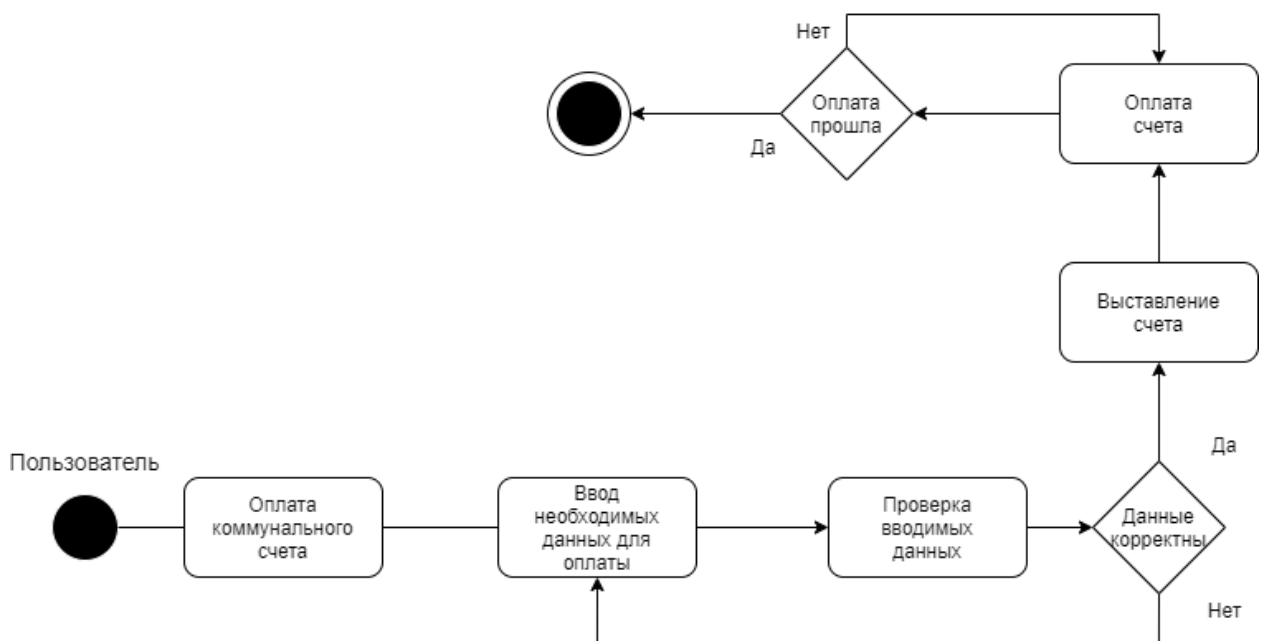 Нет
Оплата
прошла
Да
Оплата
счета
Выставление
счета
Пользователь
Оплата
коммунального
счета
Ввод
необходимых
данных для
оплаты
Проверка
вводимых
данных
Данные
корректны
Да
Нет